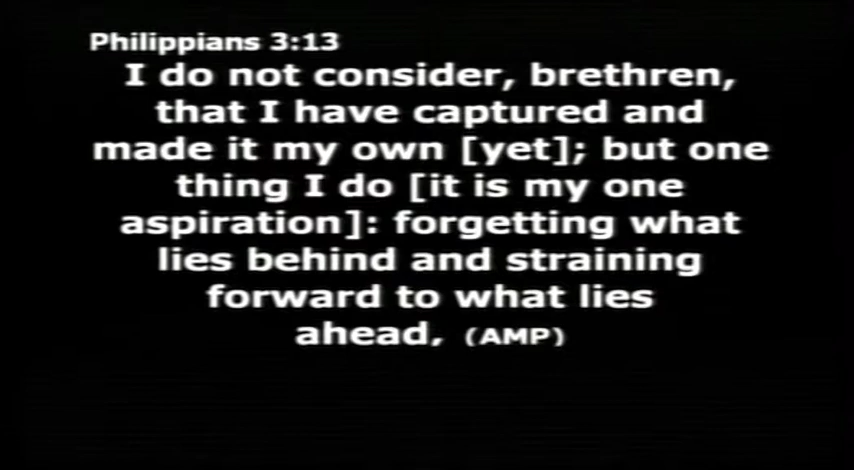 Philippians 3:13
I do not consider, brethren,
that I have captured and
made it my own [yet]; but one
thing I do [it is my one
aspiration]: forgetting what
lies behind and straining
forward to what lies
ahead, (AMP)